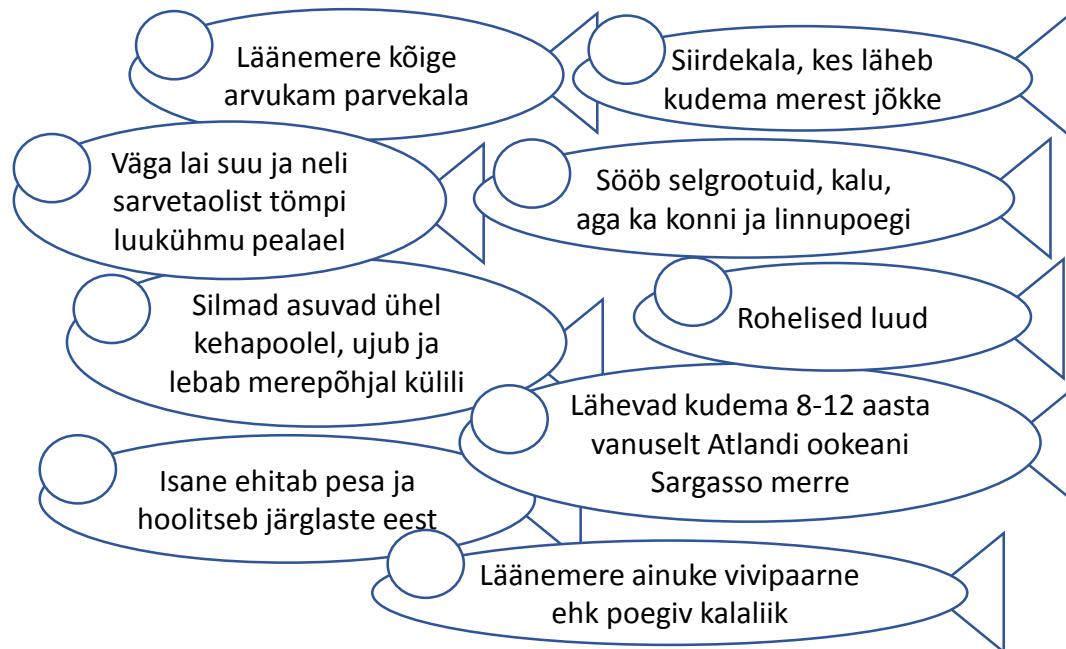 Läänemere kõige
arvukam parvekala
Siirdekala, kes läheb
kudema merest jõkke
Väga lai suu ja neli
sarvetaolist tömpi
luukühmu pealael
Sööb selgrootuid, kalu,
aga ka konni ja linnupoegi
Silmad asuvad ühel
kehapoolel, ujub ja
lebab merepõhjal külili
Rohelised luud
Lähevad kudema 8-12 aasta
vanuselt Atlandi ookeani
Sargasso merre
Isane ehitab pesa ja
hoolitseb järglaste eest
Läänemere ainuke vivipaarne
ehk poegiv kalaliik